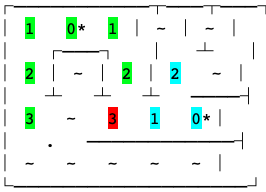 1 0* 1 | ~ | ~ |
2 | ~ | 2 | 2 ~ |
3 ~ 3 1 0* |
.
~ ~ ~ ~ ~ |